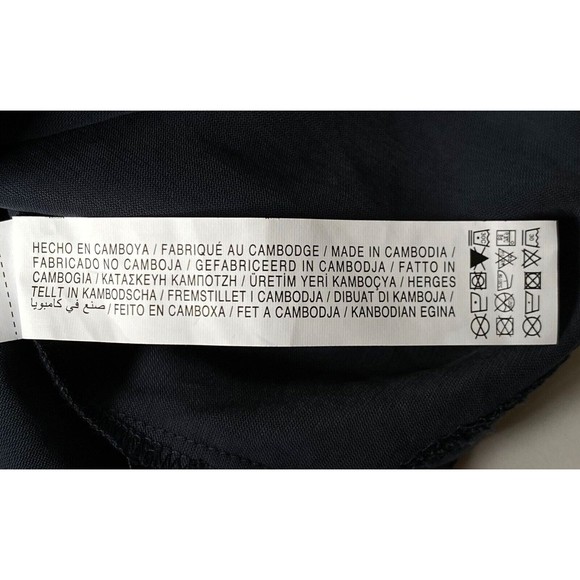 HECHO EN CAMBOYA / FABRIQUÉ AU CAMBODGE / MADE IN CAMBODIA /
FABRICADO NO CAMBOJA / GEFABRICEERD IN CAMBODJA / FATTO IN
CAMBOGIA / ΚΑΤΑΣΚΕΥΗ ΚΑΜΠΟΤΖΗ / ÜRETİM YERİ KAMBOÇYA / HERGES
TELLT IN KAMBODSCHA / FREMSTILLET I CAMBODJA / DIBUAT DI KAMBOJA /
صنع في كامبوديا / FEITO EN CAMBOXA / FET A CAMBODJA / KANBODIAN EGINA